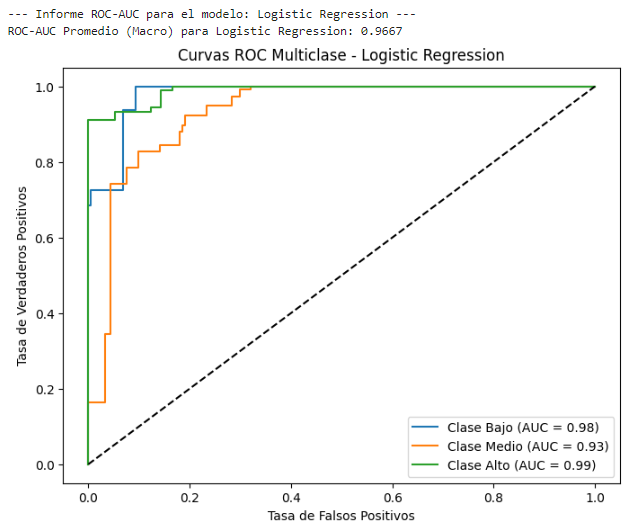 --- Informe ROC-AUC para el modelo: Logistic Regression ---
ROC-AUC Promedio (Macro) para Logistic Regression: 0.9667
Curvas ROC Multiclase - Logistic Regression
Tasa de Verdaderos Positivos
1.0
0.8
0.6
0.4
0.2
0.0
Clase Bajo (AUC = 0.98)
Clase Medio (AUC = 0.93)
Clase Alto (AUC = 0.99)
0.0 0.2 0.4 0.6 0.8 1.0
Tasa de Falsos Positivos